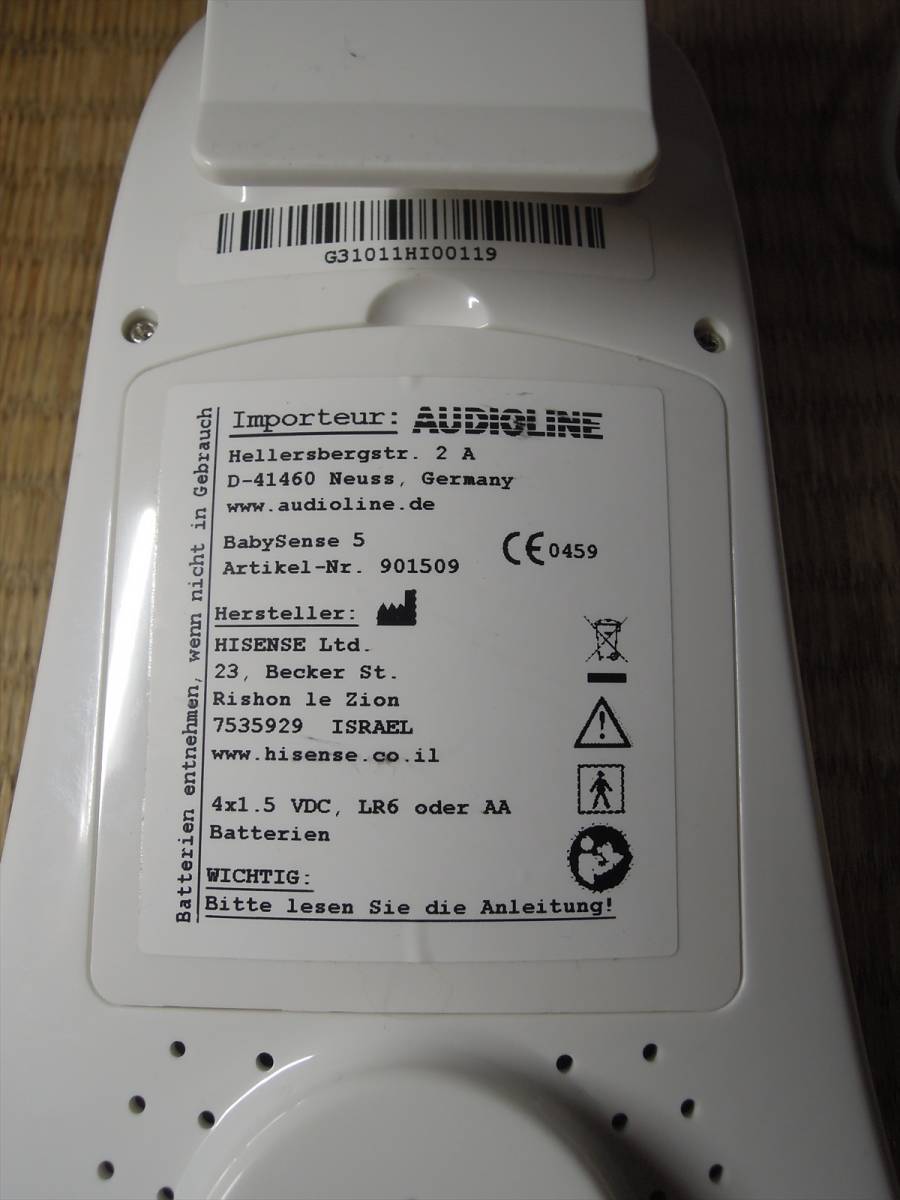 G31011HI00119
Importeur: AUDIOLINE
Hellersbergstr. 2 A
D-41460 Neuss, Germany
www.audioline.de
BabySense 5
Artikel-Nr. 901509
CE 0459
Hersteller:
HISENSE Ltd.
23, Becker St.
Rishon le Zion
7535929 ISRAEL
www.hisense.co.il
4x1.5 VDC, LR6 oder AA
Batterien
WICHTIG:
Bitte lesen Sie die Anleitung!
Batterien entnehmen, wenn nicht in Gebrauch